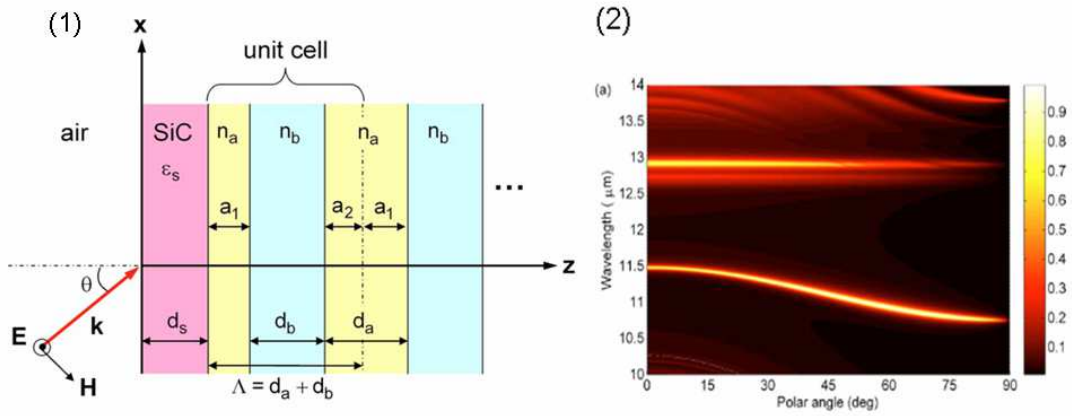 (1)
x
unit cell
air
SiC
εs
na
nb
na
nb
a1
a2
a1
...
z
θ
E
k
H
ds
db
da
Λ = da + db
(2)
(a)
14
13.5
13
12.5
12
11.5
11
10.5
10
Wavelength ( μm)
0
15
30
45
60
75
90
Polar angle (deg)
0.9
0.8
0.7
0.6
0.5
0.4
0.3
0.2
0.1